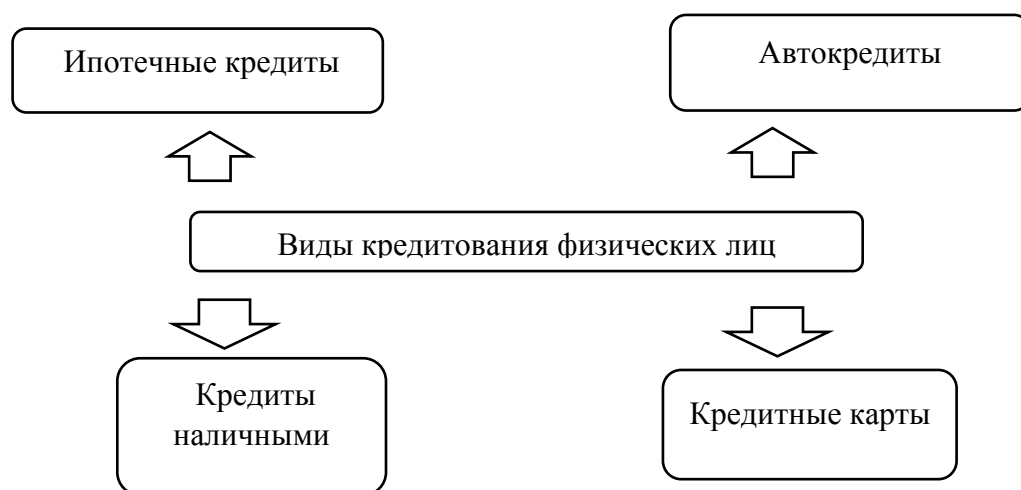 Ипотечные кредиты
Автокредиты
Виды кредитования физических лиц
Кредиты
наличными
Кредитные карты